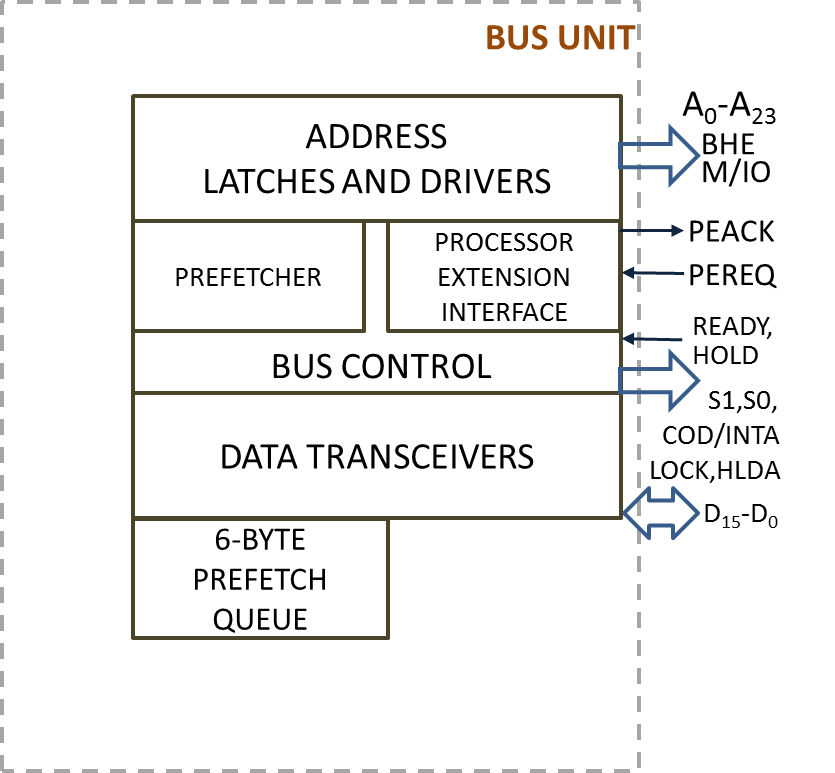 BUS UNIT
ADDRESS
LATCHES AND DRIVERS
A₀-A₂₃
BHE
M/IO
PREFETCHER
PROCESSOR
EXTENSION
INTERFACE
PEACK
PEREQ
READY,
HOLD
BUS CONTROL
S1,S0,
COD/INTA
LOCK,HLDA
DATA TRANSCEIVERS
D₁₅-D₀
6-BYTE
PREFETCH
QUEUE